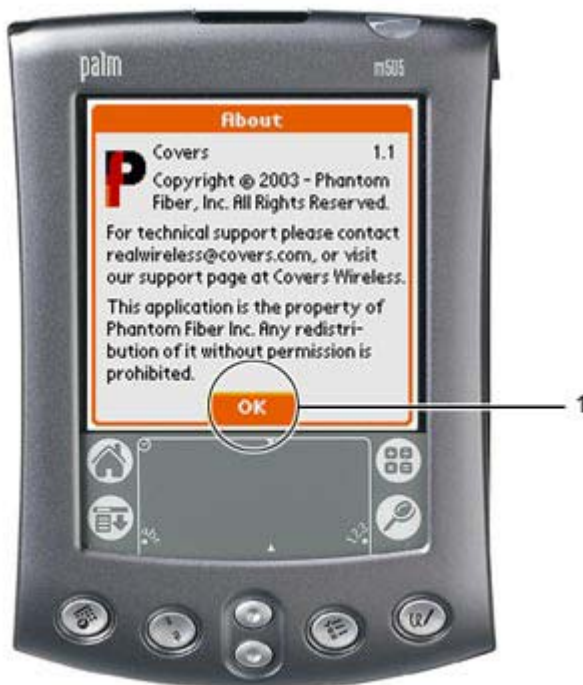 palm
m505
About
Covers 1.1
Copyright © 2003 - Phantom
Fiber, Inc. All Rights Reserved.
For technical support please contact
realwireless@covers.com, or visit
our support page at Covers Wireless.
This application is the property of
Phantom Fiber Inc. Any redistri-
bution of it without permission is
prohibited.
OK
1